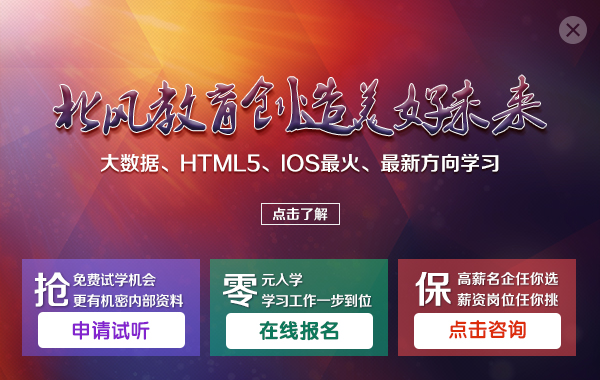 北风教育创造美好未来
大数据、HTML5、IOS最火、最新方向学习
点击了解
抢 免费试学机会
更有机密内部资料
申请试听
零 元入学
学习工作一步到位
在线报名
保 高薪名企任你选
薪资岗位任你挑
点击咨询